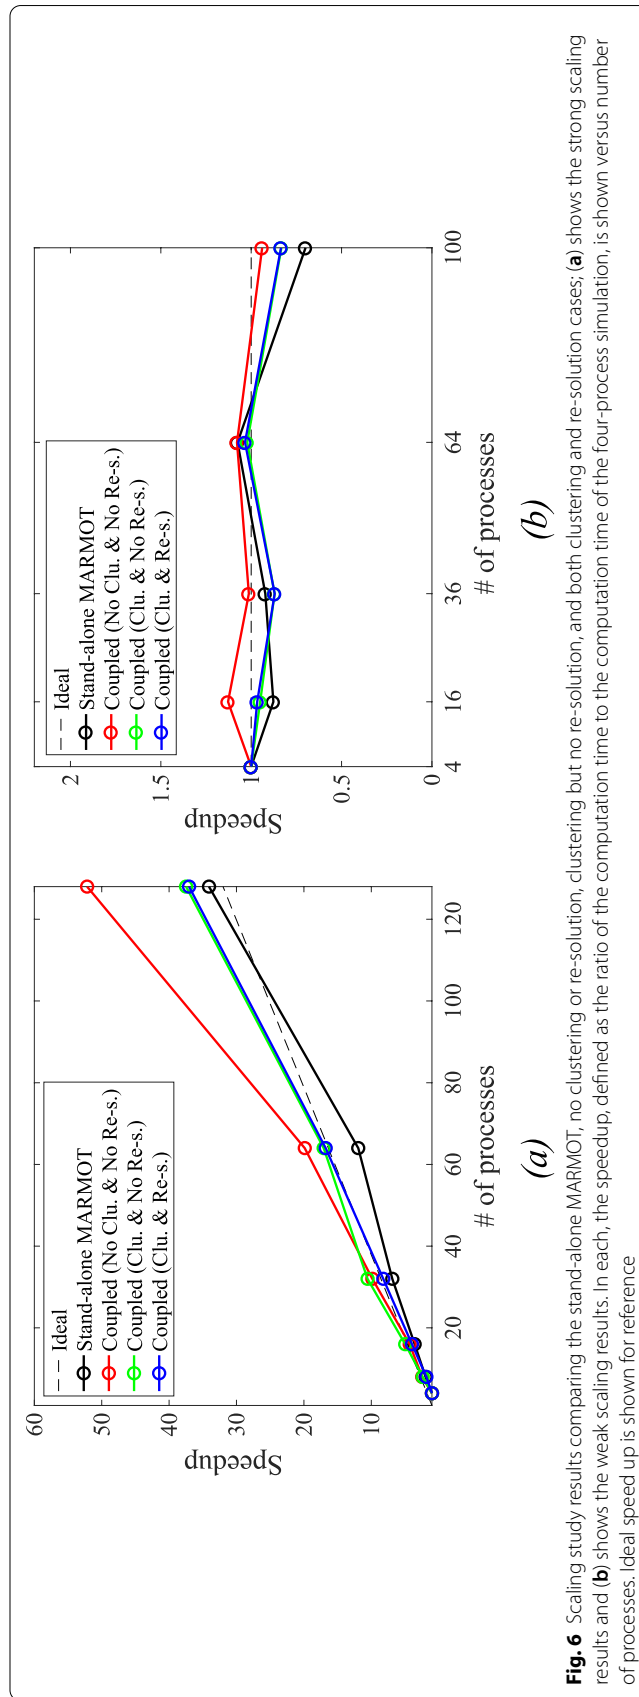 60
50
40
30
20
10
Speedup
Ideal
Stand-alone MARMOT
Coupled (No Clu. & No Re-s.)
Coupled (Clu. & No Re-s.)
Coupled (Clu. & Re-s.)
20
40
60
80
100
120
# of processes
(a)
2
1.5
1
0.5
0
Speedup
Ideal
Stand-alone MARMOT
Coupled (No Clu. & No Re-s.)
Coupled (Clu. & No Re-s.)
Coupled (Clu. & Re-s.)
4
16
36
64
100
# of processes
(b)
Fig. 6 Scaling study results comparing the stand-alone MARMOT, no clustering or re-solution, clustering but no re-solution, and both clustering and re-solution cases; (a) shows the strong scaling
results and (b) shows the weak scaling results. In each, the speedup, defined as the ratio of the computation time to the computation time of the four-process simulation, is shown versus number
of processes. Ideal speed up is shown for reference